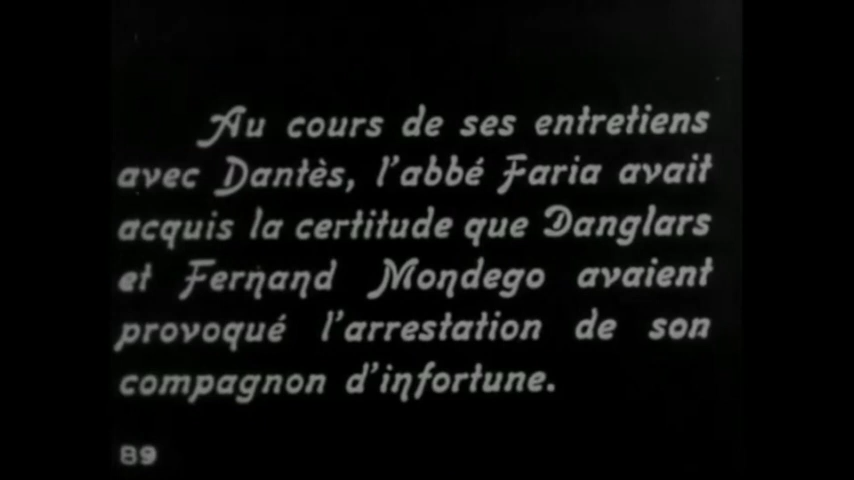 Au cours de ses entretiens
avec Dantès, l'abbé Faria avait
acquis la certitude que Danglars
et Fernand Mondego avaient
provoqué l'arrestation de son
compagnon d'infortune.
89